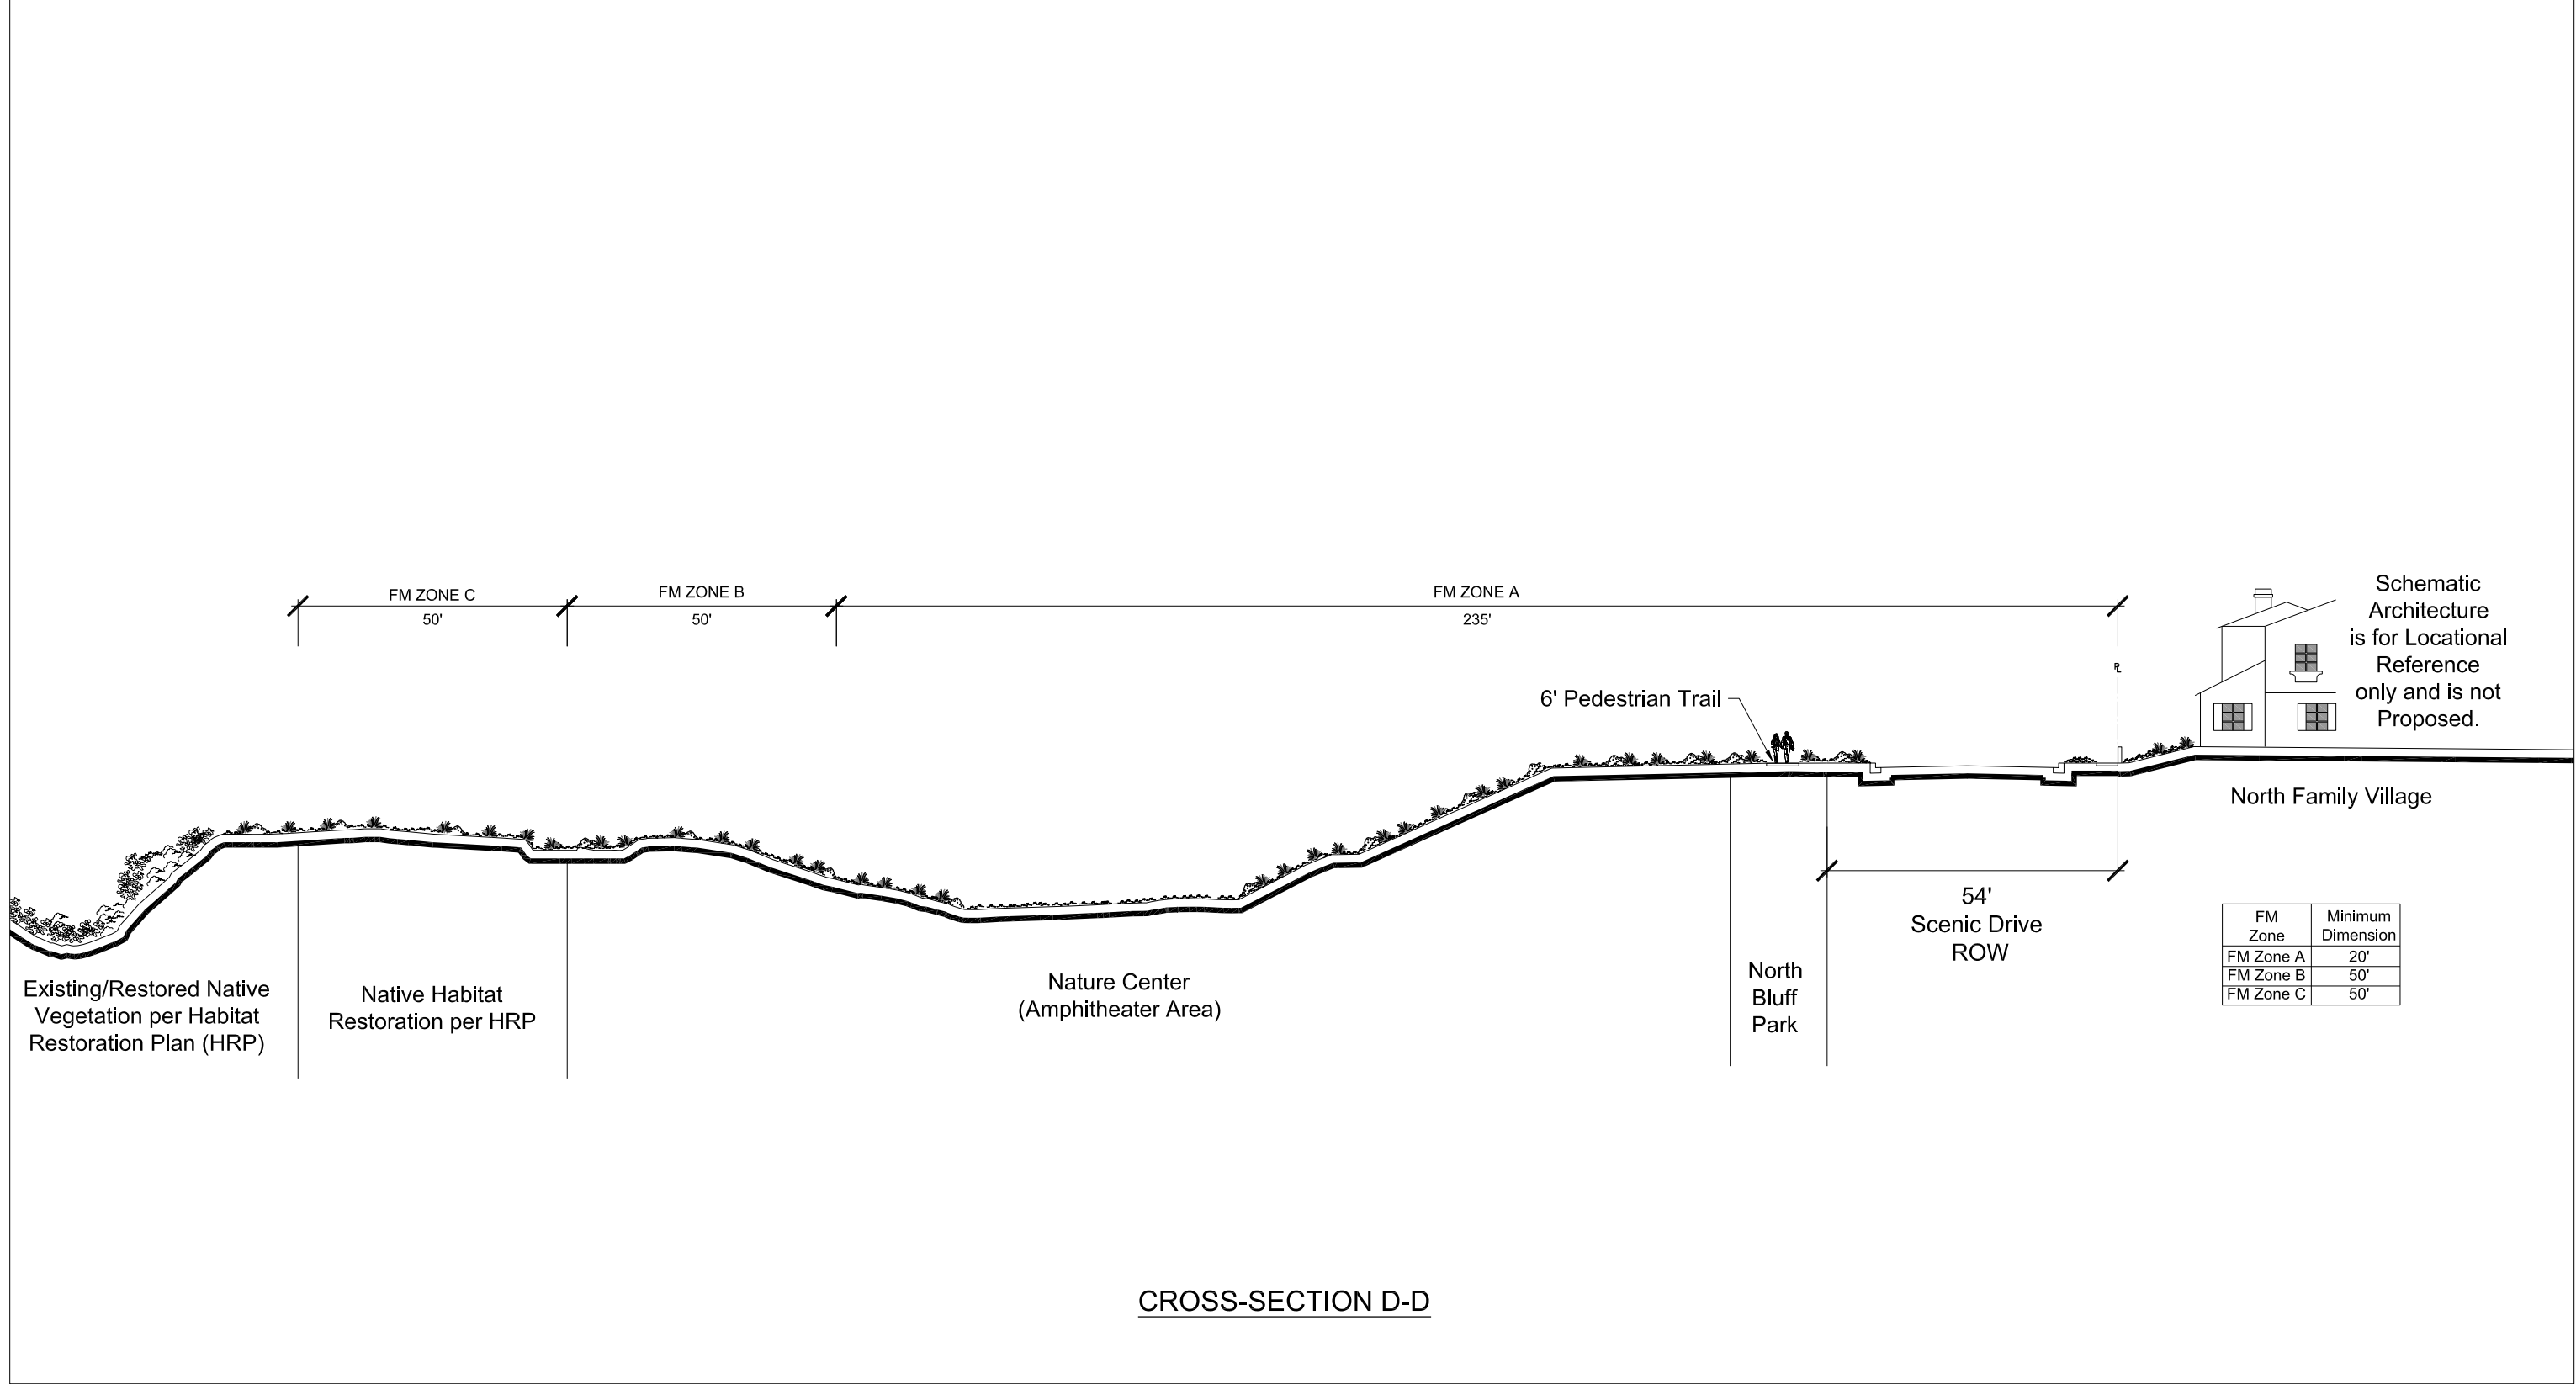 FM ZONE C
50'
FM ZONE B
50'
FM ZONE A
235'
Schematic
Architecture
is for Locational
Reference
only and is not
Proposed.
PL
6' Pedestrian Trail
North Family Village
54'
Scenic Drive
ROW
North
Bluff
Park
Nature Center
(Amphitheater Area)
Native Habitat
Restoration per HRP
Existing/Restored Native
Vegetation per Habitat
Restoration Plan (HRP)
FM Zone Minimum Dimension
FM Zone A 20'
FM Zone B 50'
FM Zone C 50'
CROSS-SECTION D-D